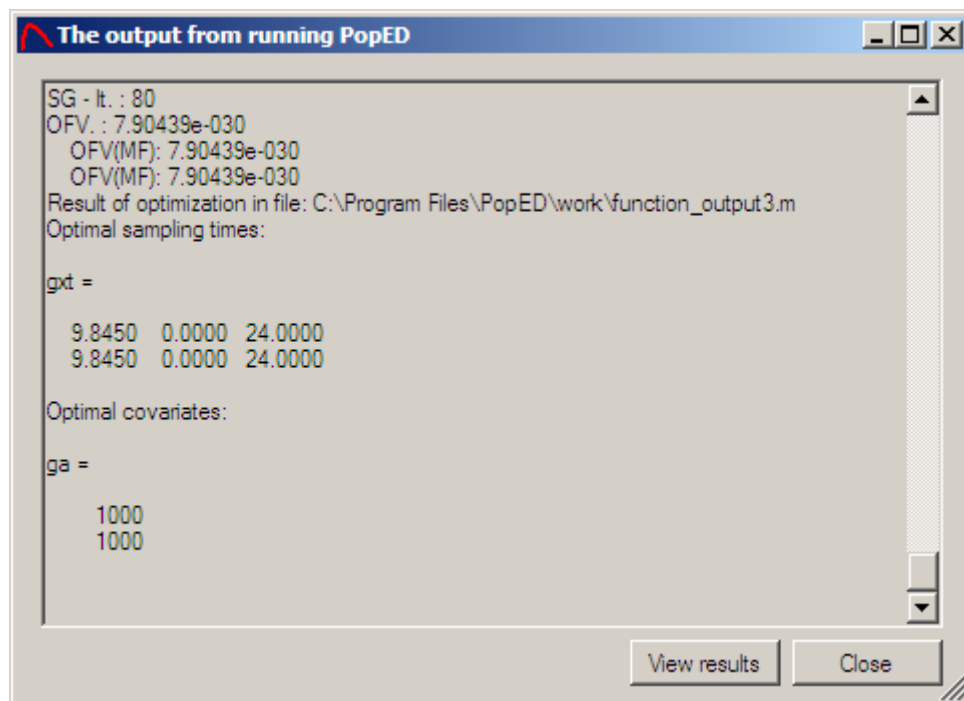 The output from running PopED
SG - It. : 80
OFV. : 7.90439e-030
OFV(MF): 7.90439e-030
OFV(MF): 7.90439e-030
Result of optimization in file: C:\Program Files\PopED\work\function_output3.m
Optimal sampling times:
gxt =
9.8450 0.0000 24.0000
9.8450 0.0000 24.0000
Optimal covariates:
ga =
1000
1000
View results
Close